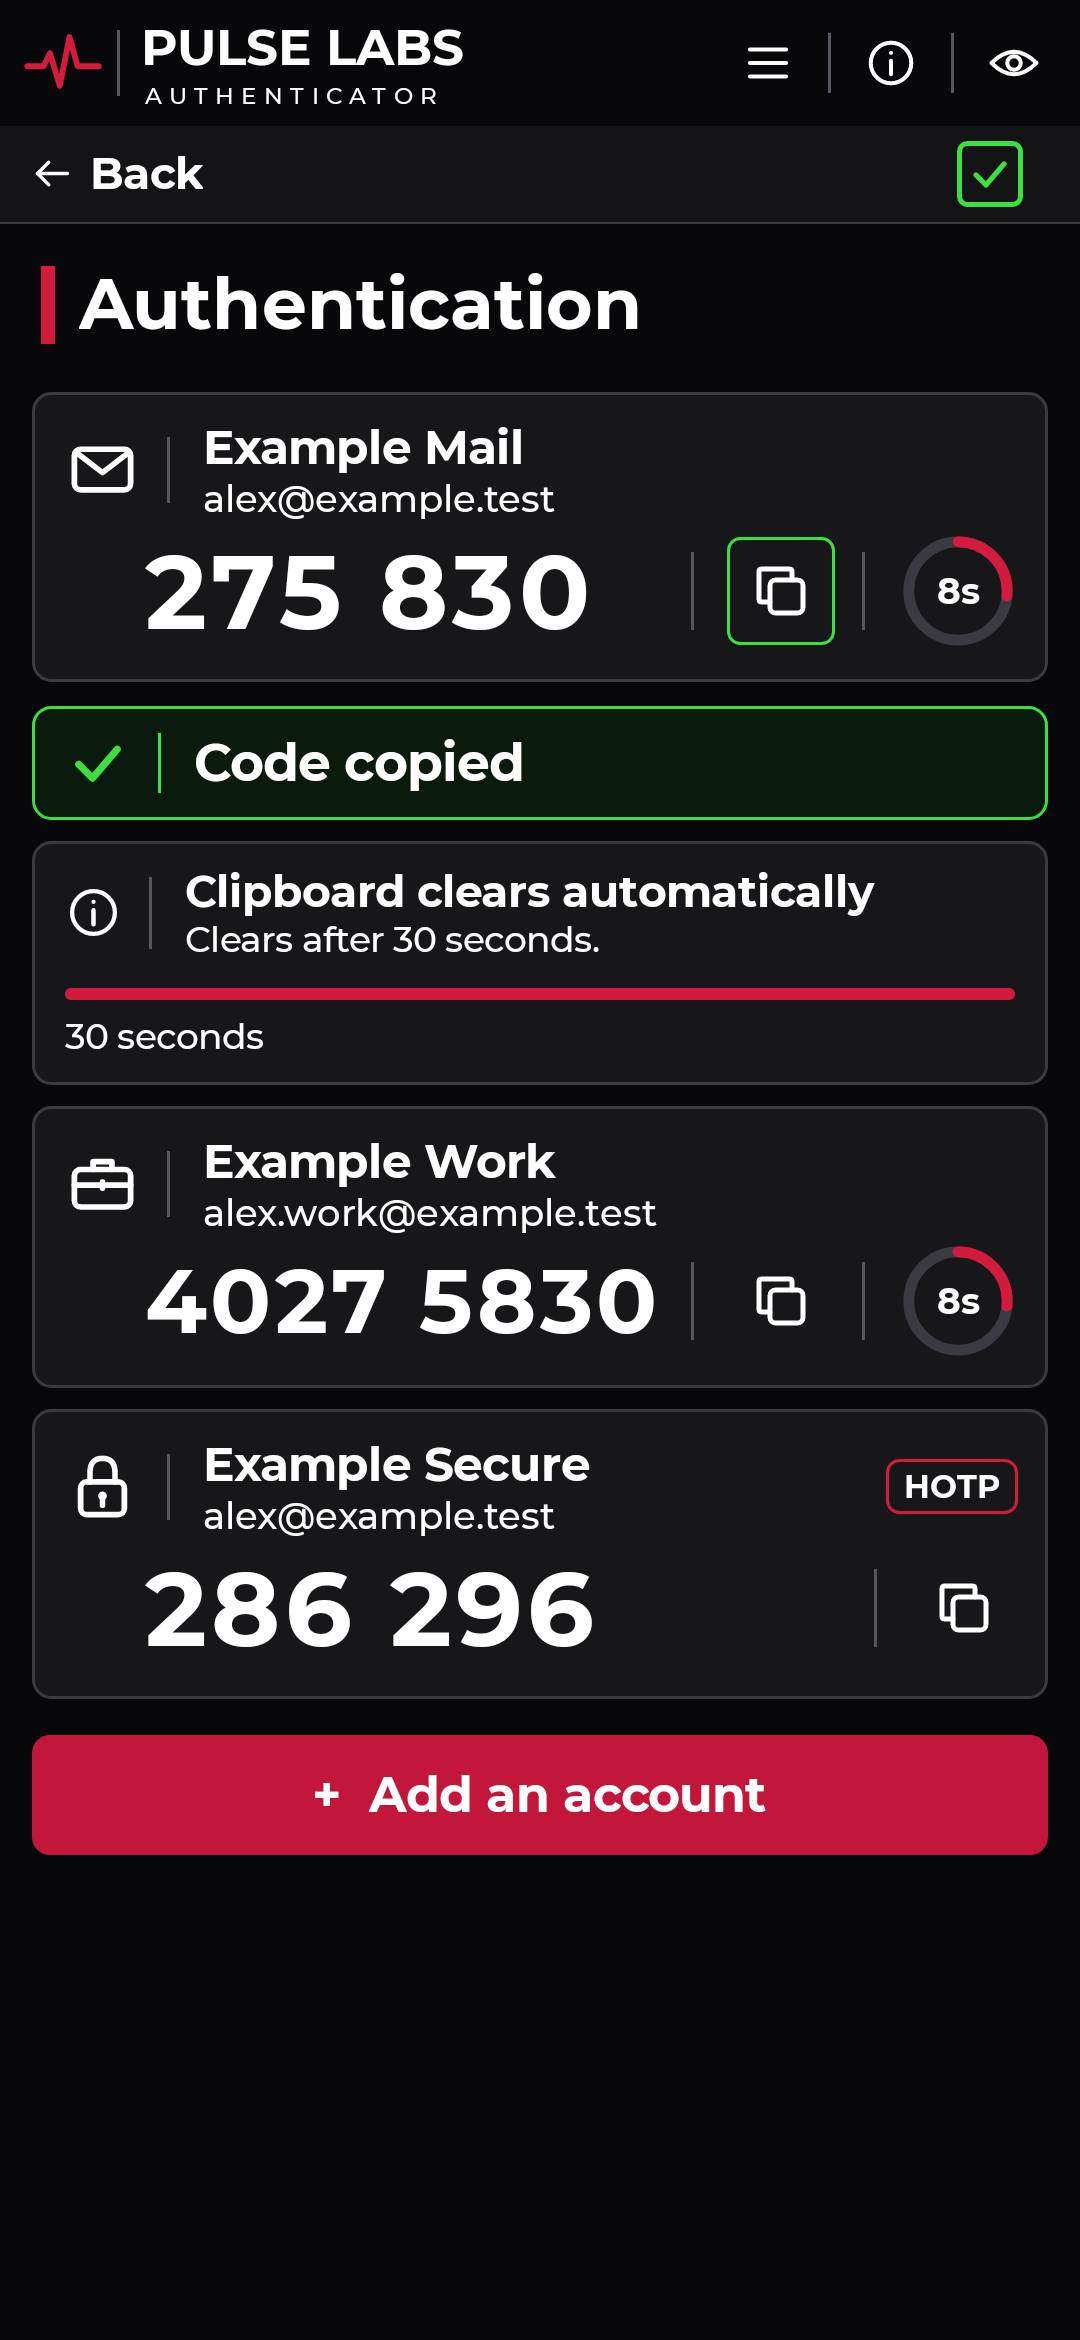 PULSE LABS
AUTHENTICATOR
Back
Authentication
Example Mail
alex@example.test
275 830
8s
Code copied
Clipboard clears automatically
Clears after 30 seconds.
30 seconds
Example Work
alex.work@example.test
4027 5830
8s
Example Secure
alex@example.test
HOTP
286 296
+ Add an account